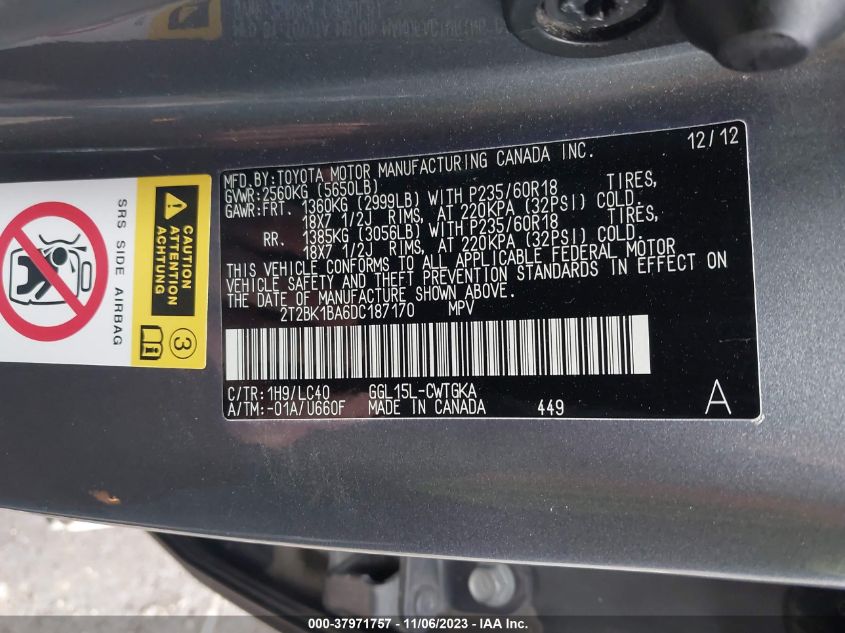 MFD.BY:TOYOTA MOTOR MANUFACTURING CANADA INC. 12/12
GVWR:2560KG (5650LB)
GAWR:FRT. 1360KG (2999LB) WITH P235/60R18 TIRES,
18X7 1/2J RIMS, AT 220KPA (32PSI) COLD.
RR. 1385KG (3056LB) WITH P235/60R18 TIRES,
18X7 1/2J RIMS, AT 220KPA (32PSI) COLD.
THIS VEHICLE CONFORMS TO ALL APPLICABLE FEDERAL MOTOR
VEHICLE SAFETY AND THEFT PREVENTION STANDARDS IN EFFECT ON
THE DATE OF MANUFACTURE SHOWN ABOVE.
2T2BK1BA6DC187170 MPV
C/TR:1H9/LC40 GGL15L-CWTGKA
A/TM:-01A/U660F MADE IN CANADA 449 A
SRS SIDE AIRBAG
CAUTION
ATTENTION
ACHTUNG
3
000-37971757 - 11/06/2023 - IAAI Inc.